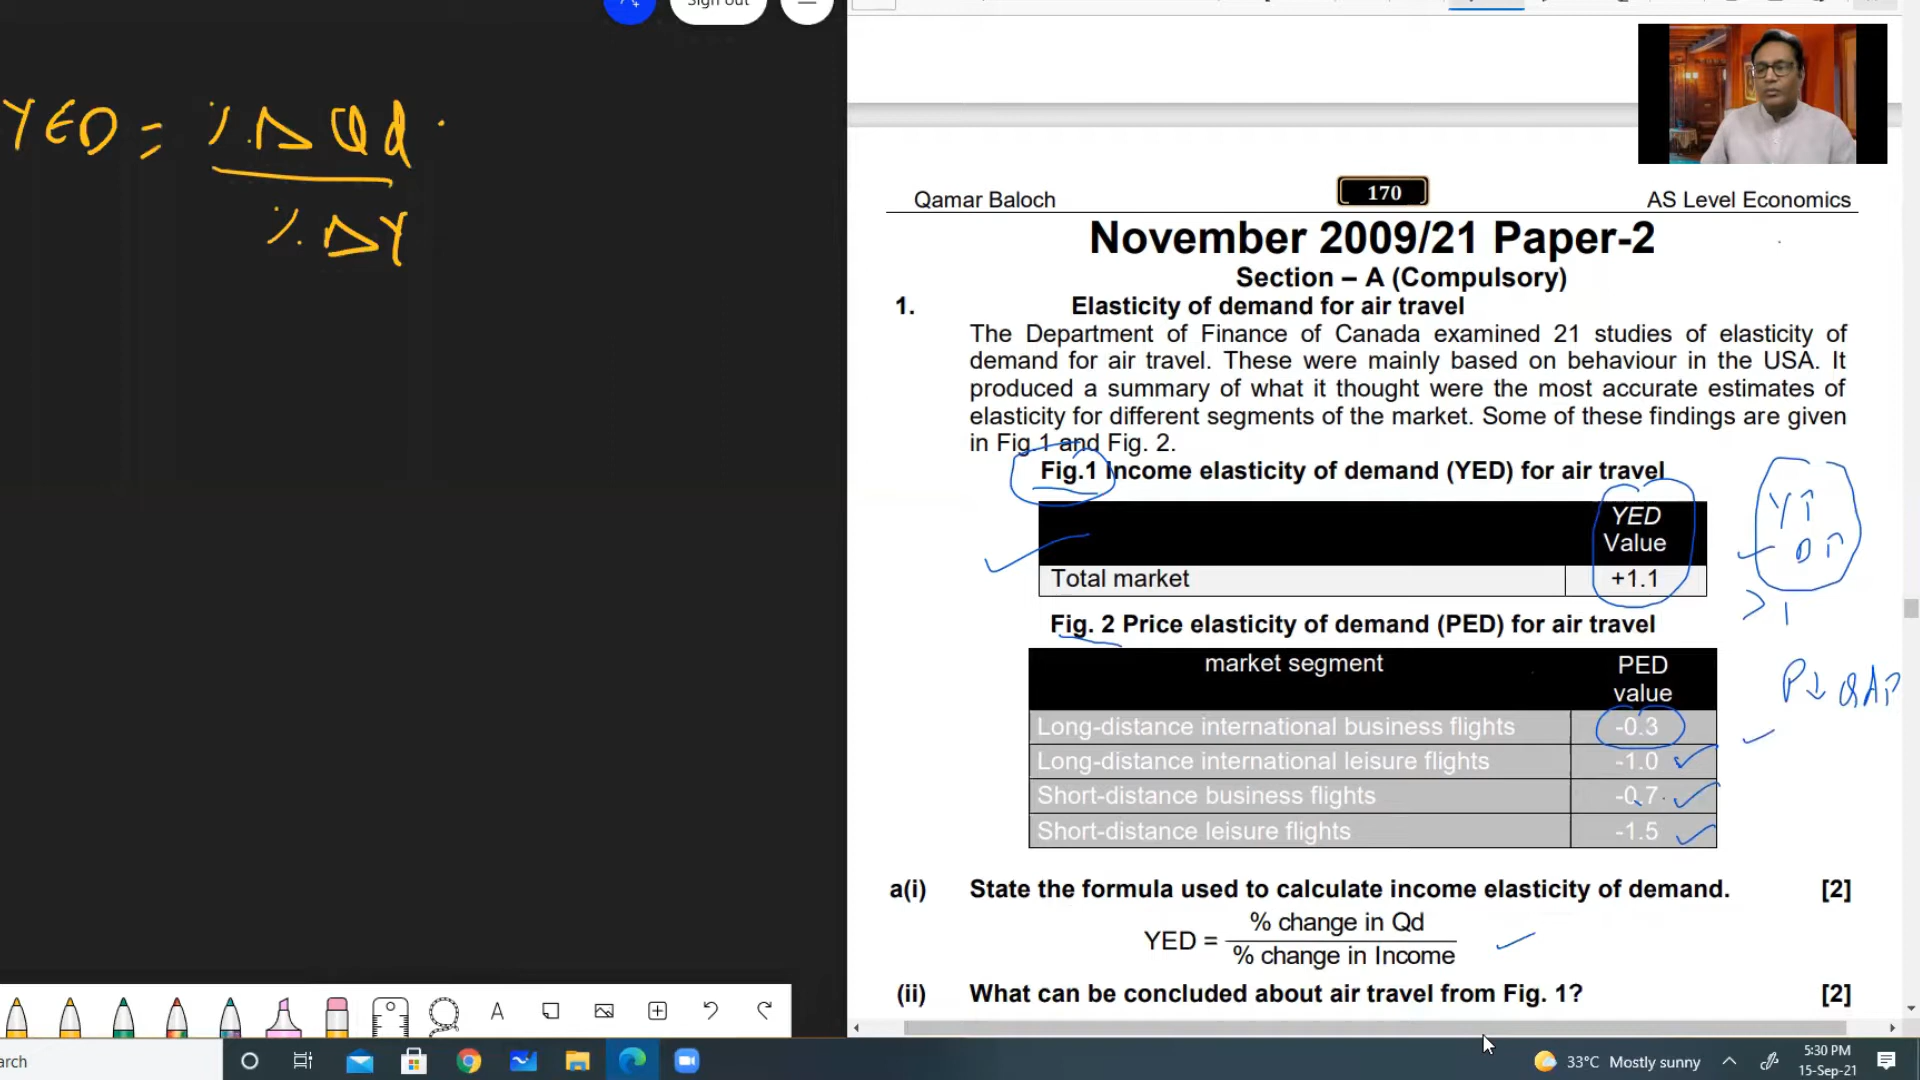 Sign out
YED = %Δ Qd
%ΔY
Qamar Baloch
170
AS Level Economics
November 2009/21 Paper-2
Section – A (Compulsory)
1. Elasticity of demand for air travel
The Department of Finance of Canada examined 21 studies of elasticity of
demand for air travel. These were mainly based on behaviour in the USA. It
produced a summary of what it thought were the most accurate estimates of
elasticity for different segments of the market. Some of these findings are given
in Fig.1 and Fig. 2.
Fig.1 Income elasticity of demand (YED) for air travel
YED
Value
Total market +1.1
Y↑
D↑
> 1
Fig. 2 Price elasticity of demand (PED) for air travel
market segment PED
value
P↓
Long-distance international business flights -0.3
Long-distance international leisure flights -1.0
Short-distance business flights -0.7
Short-distance leisure flights -1.5
a(i) State the formula used to calculate income elasticity of demand. [2]
YED = % change in Qd
% change in Income
(ii) What can be concluded about air travel from Fig. 1? [2]
A
arch
33°C Mostly sunny
5:30 PM
15-Sep-21